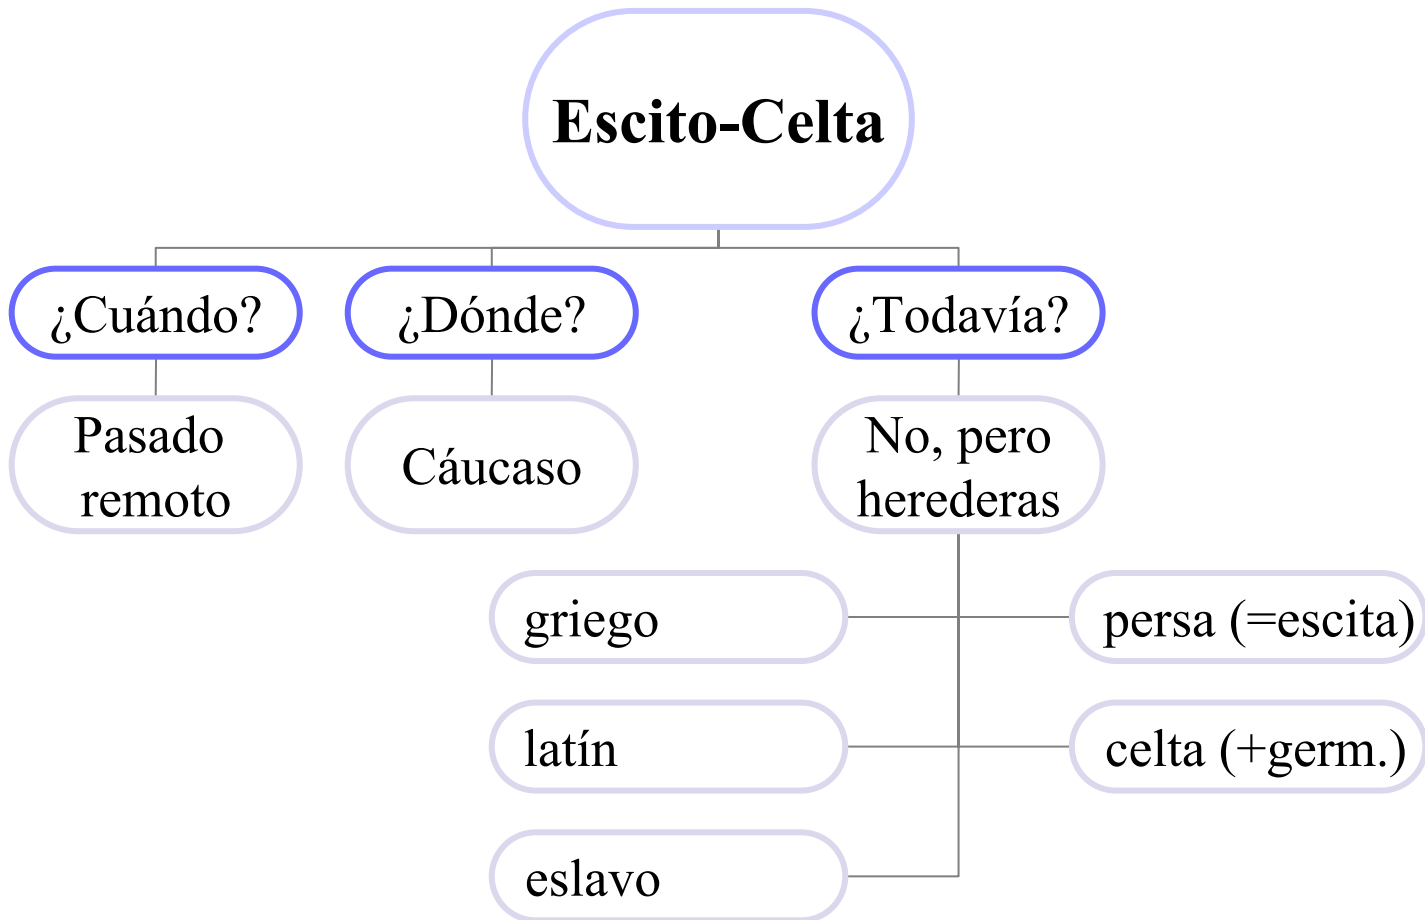 Escito-Celta
¿Cuándo?
¿Dónde?
¿Todavía?
Pasado
remoto
Cáucaso
No, pero
herederas
griego
persa (=escita)
latín
celta (+germ.)
eslavo